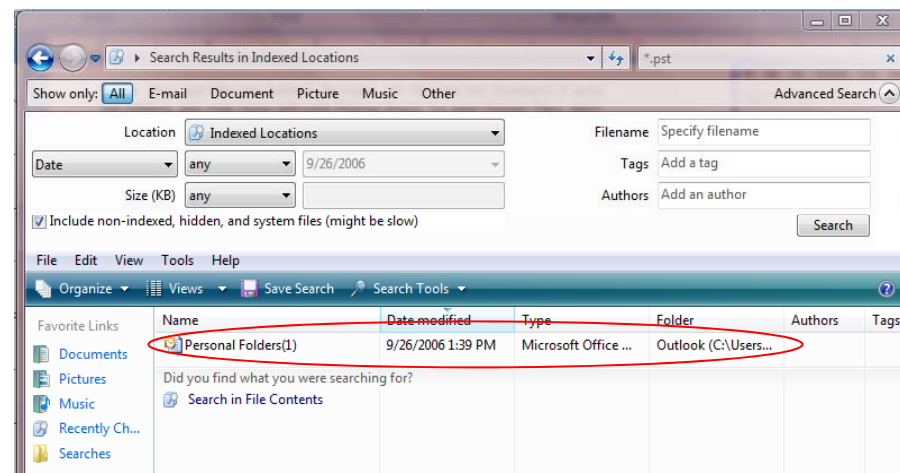 Search Results in Indexed Locations *.pst
Show only: All E-mail Document Picture Music Other Advanced Search
Location Indexed Locations Filename Specify filename
Date any 9/26/2006 Tags Add a tag
Size (KB) any Authors Add an author
Include non-indexed, hidden, and system files (might be slow) Search
File Edit View Tools Help
Organize Views Save Search Search Tools
Favorite Links Name Date modified Type Folder Authors Tags
Documents Personal Folders(1) 9/26/2006 1:39 PM Microsoft Office ... Outlook (C:\Users...
Pictures Did you find what you were searching for?
Music Search in File Contents
Recently Ch...
Searches